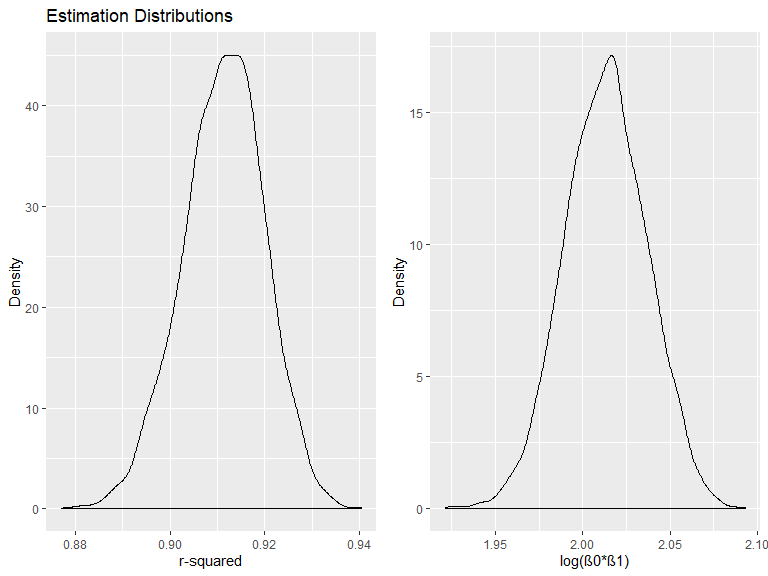 Estimation Distributions
Density
40
30
20
10
0
0.88 0.90 0.92 0.94
r-squared
Density
15
10
5
0
1.95 2.00 2.05 2.10
log(ß0*ß1)